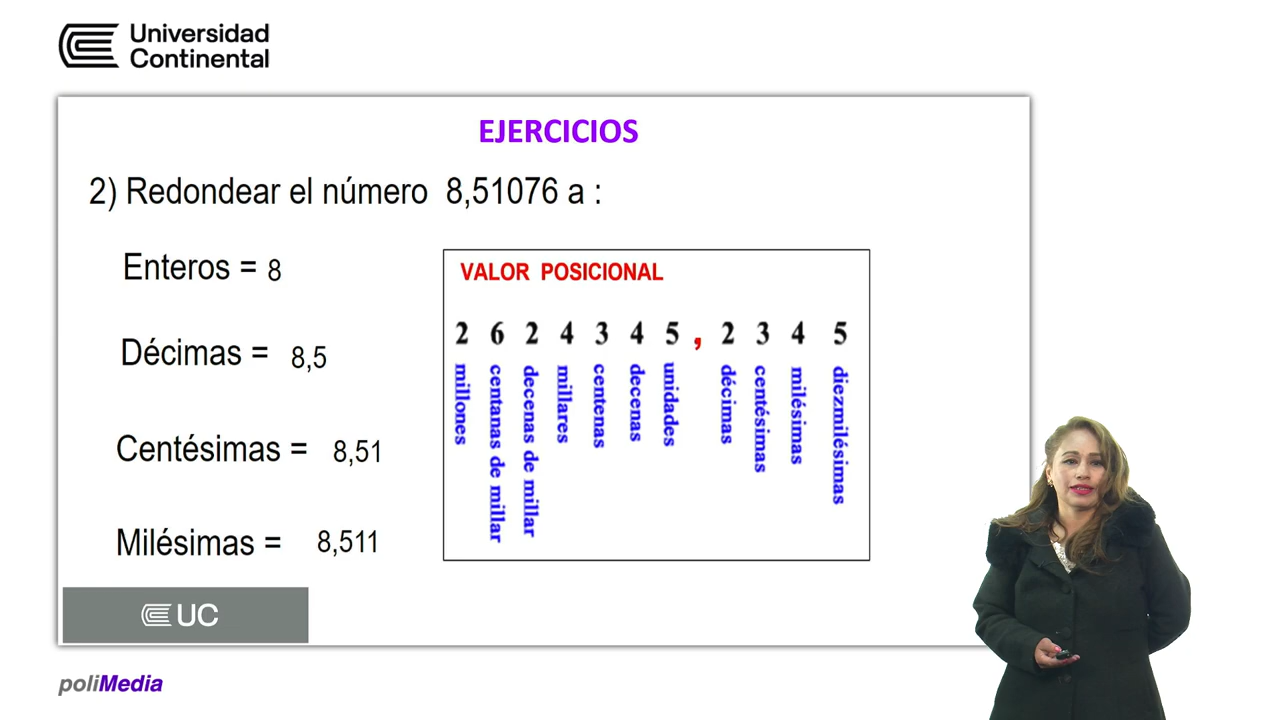 Universidad
Continental
EJERCICIOS
2) Redondear el número 8,51076 a :
Enteros = 8
Décimas = 8,5
Centésimas = 8,51
Milésimas = 8,511
VALOR POSICIONAL
2 6 2 4 3 4 5 , 2 3 4 5
millones
centanas de millar
decenas de millar
millares
centenas
decenas
unidades
décimas
centésimas
milésimas
diezmilésimas
UC
poliMedia